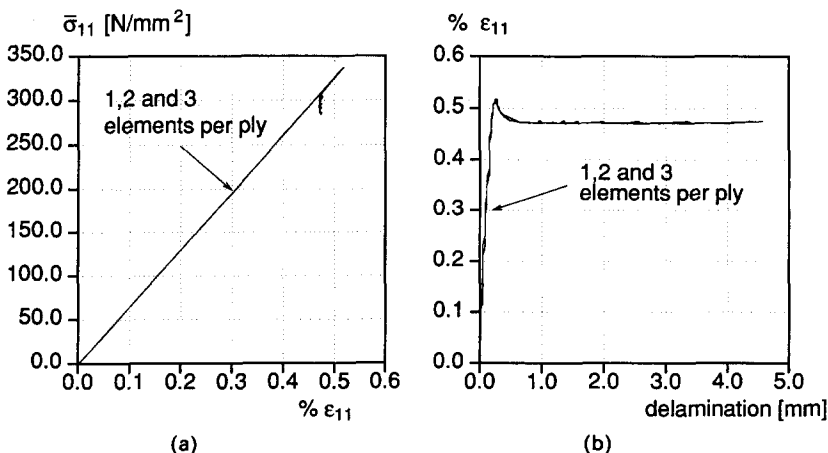 σ̄₁₁ [N/mm²]
350.0
300.0
250.0
200.0
150.0
100.0
50.0
0.0
1,2 and 3
elements per ply
0.0 0.1 0.2 0.3 0.4 0.5 0.6
% ε₁₁
(a)
% ε₁₁
0.6
0.5
0.4
0.3
0.2
0.1
1,2 and 3
elements per ply
0.0 1.0 2.0 3.0 4.0 5.0
delamination [mm]
(b)